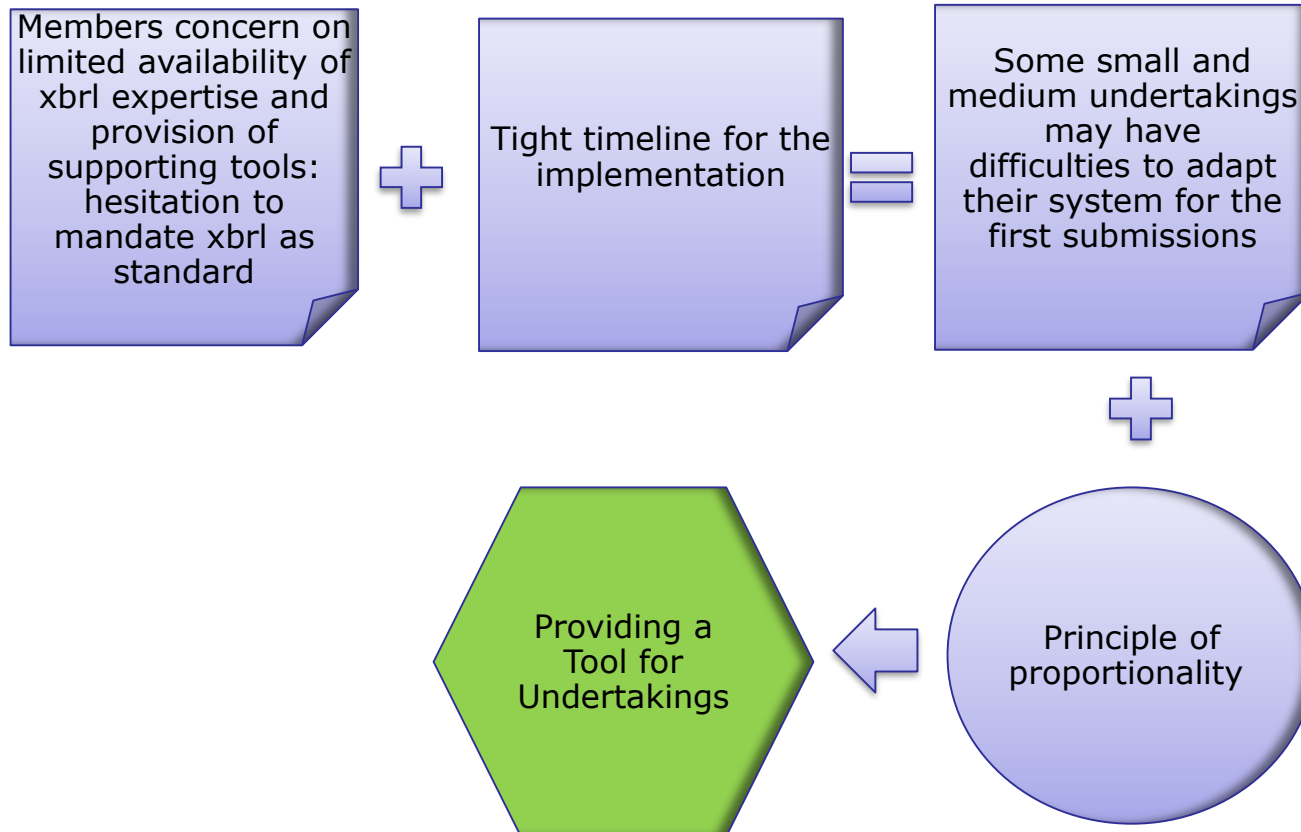 Members concern on
limited availability of
xbrl expertise and
provision of
supporting tools:
hesitation to
mandate xbrl as
standard
Tight timeline for the
implementation
Some small and
medium undertakings
may have
difficulties to adapt
their system for the
first submissions
Principle of
proportionality
Providing a
Tool for
Undertakings